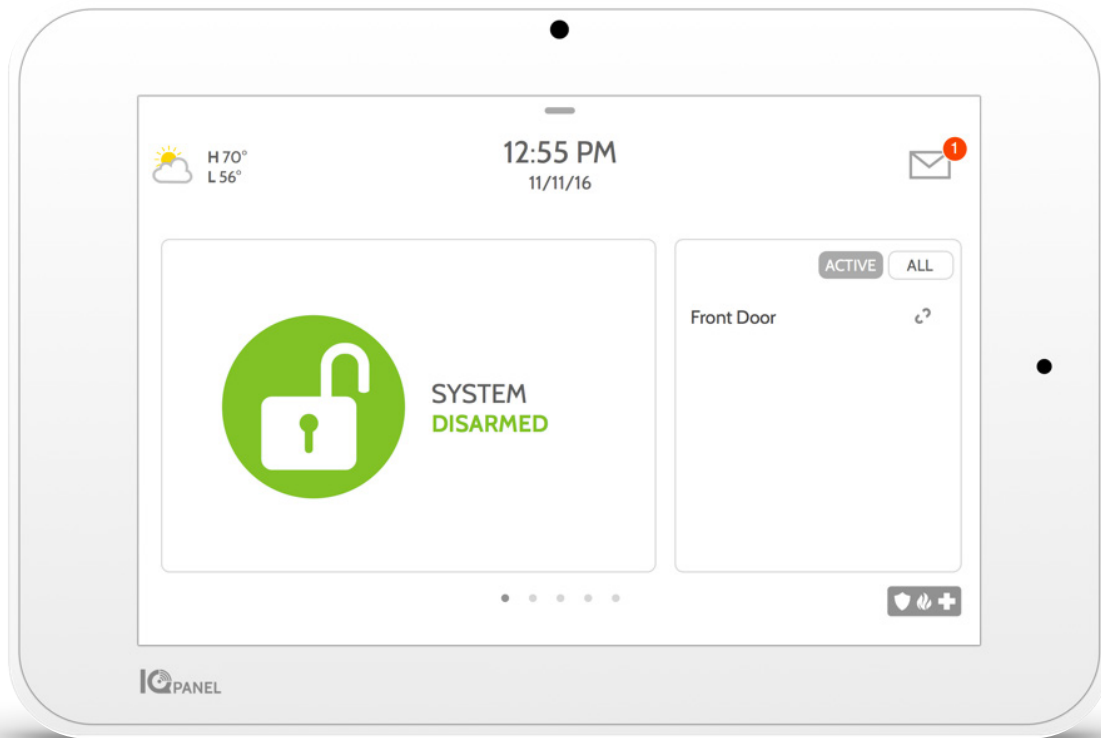 H 70°
L 56°
12:55 PM
11/11/16
1
ACTIVE ALL
Front Door
SYSTEM
DISARMED
IQ PANEL